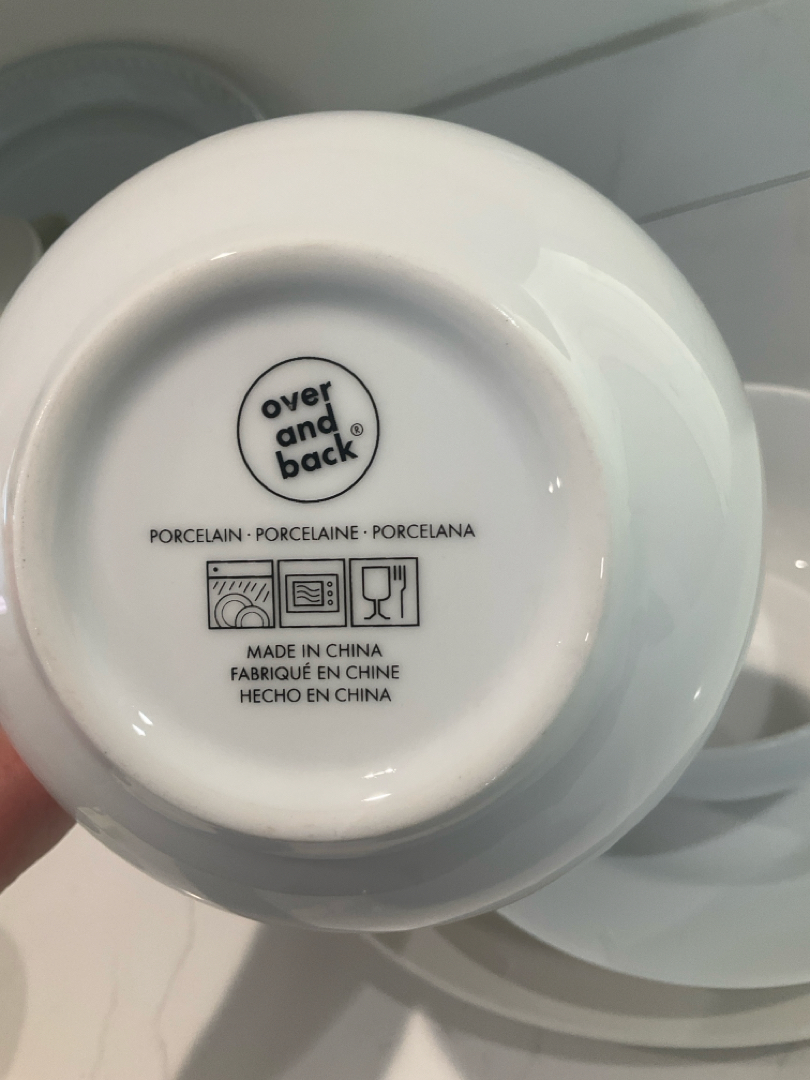 over
and
back®
PORCELAIN · PORCELAINE · PORCELANA
MADE IN CHINA
FABRIQUÉ EN CHINE
HECHO EN CHINA